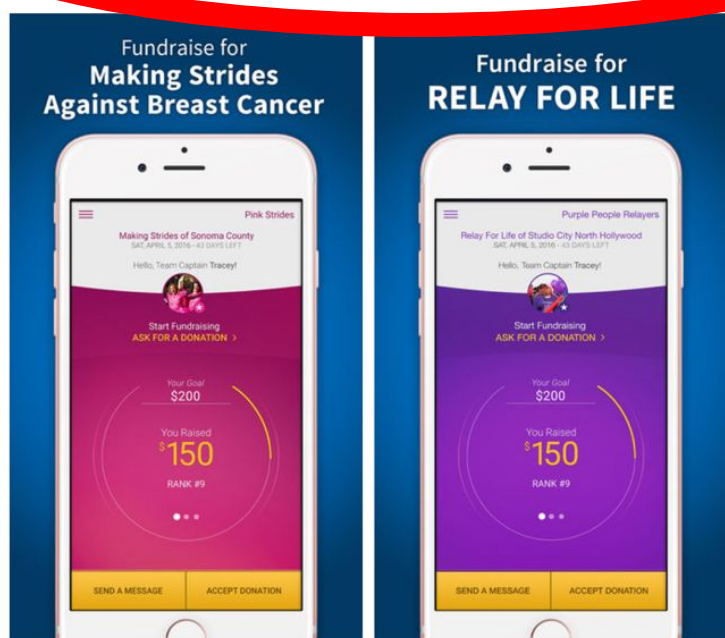 Fundraise for
Making Strides
Against Breast Cancer
Pink Strides
Making Strides of Sonoma County
SAT, APRIL 5, 2016 - 43 DAYS LEFT
Hello, Team Captain Tracey!
Start Fundraising
ASK FOR A DONATION >
Your Goal
$200
You Raised
$150
RANK #9
SEND A MESSAGE
ACCEPT DONATION
Fundraise for
RELAY FOR LIFE
Purple People Relayers
Relay For Life of Studio City North Hollywood
SAT, APRIL 5, 2016 - 43 DAYS LEFT
Hello, Team Captain Tracey!
Start Fundraising
ASK FOR A DONATION >
Your Goal
$200
You Raised
$150
RANK #9
SEND A MESSAGE
ACCEPT DONATION